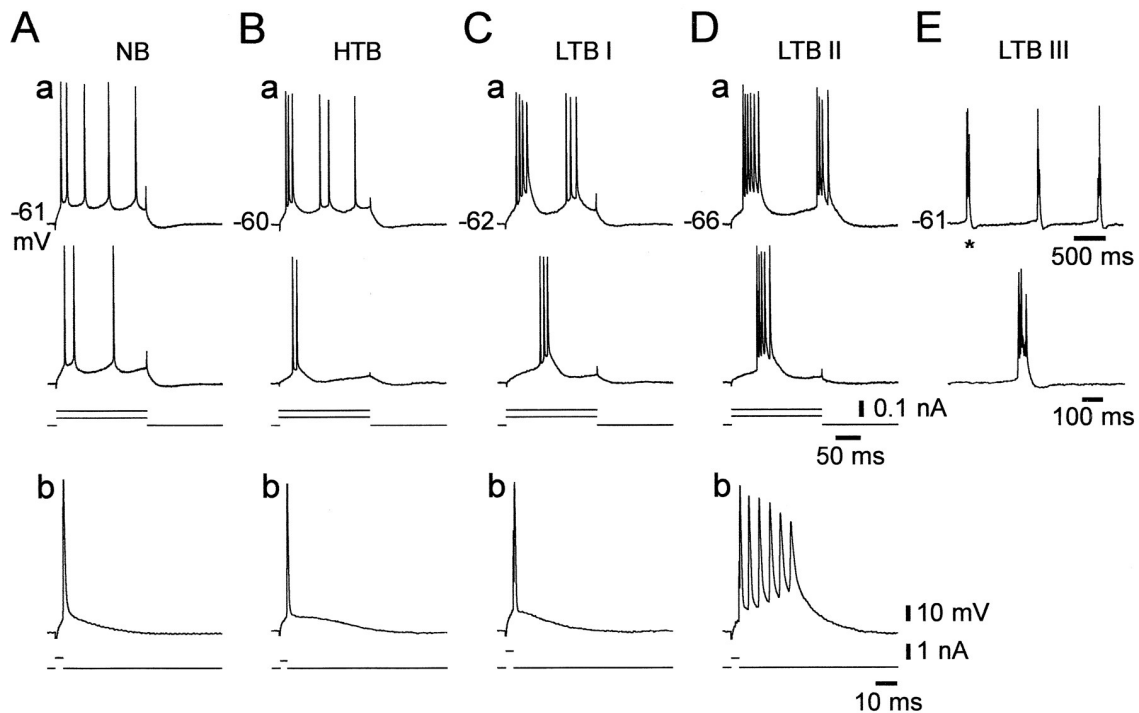 A
NB
B
HTB
C
LTB I
D
LTB II
E
LTB III
a
a
a
a
-61
mV
-60
-62
-66
-61
*
500 ms
0.1 nA
50 ms
100 ms
b
b
b
b
10 mV
1 nA
10 ms